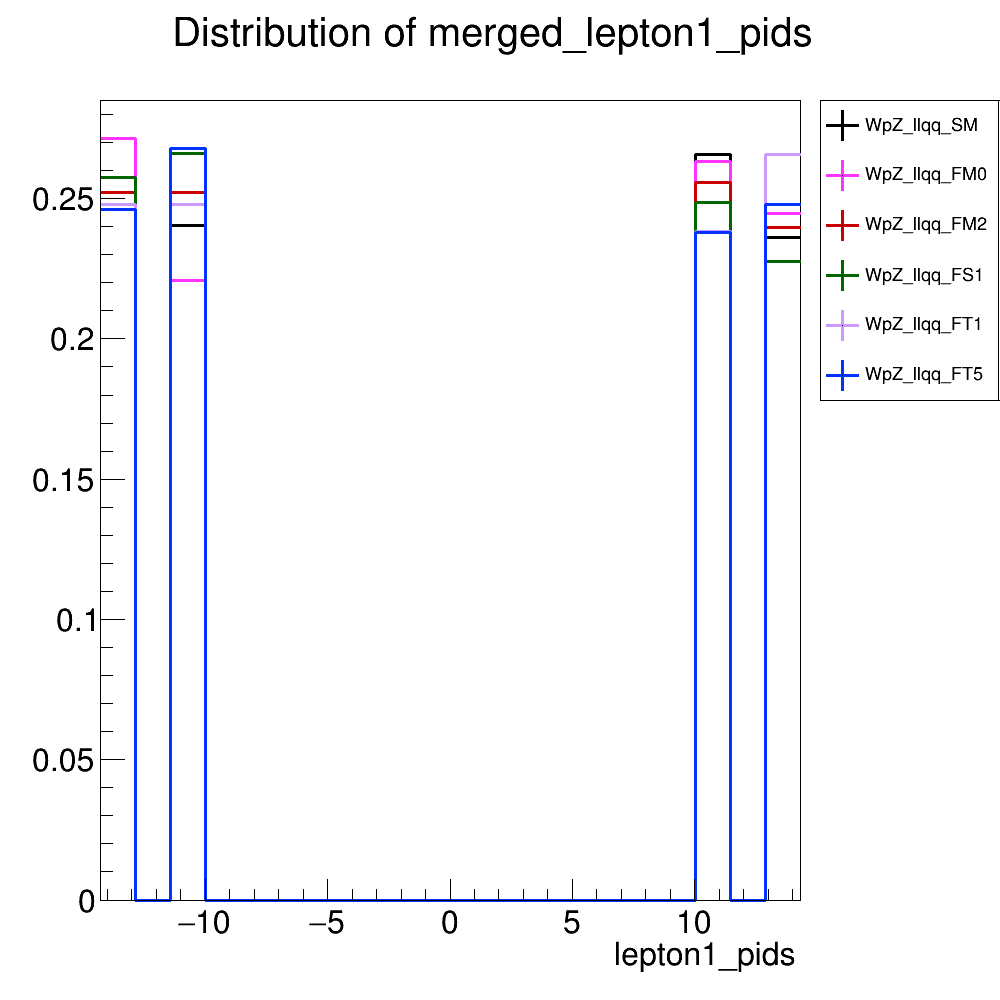 Distribution of merged_lepton1_pids
WpZ_llqq_SM
WpZ_llqq_FM0
WpZ_llqq_FM2
WpZ_llqq_FS1
WpZ_llqq_FT1
WpZ_llqq_FT5
0.25
0.2
0.15
0.1
0.05
0
−10 −5 0 5 10
lepton1_pids